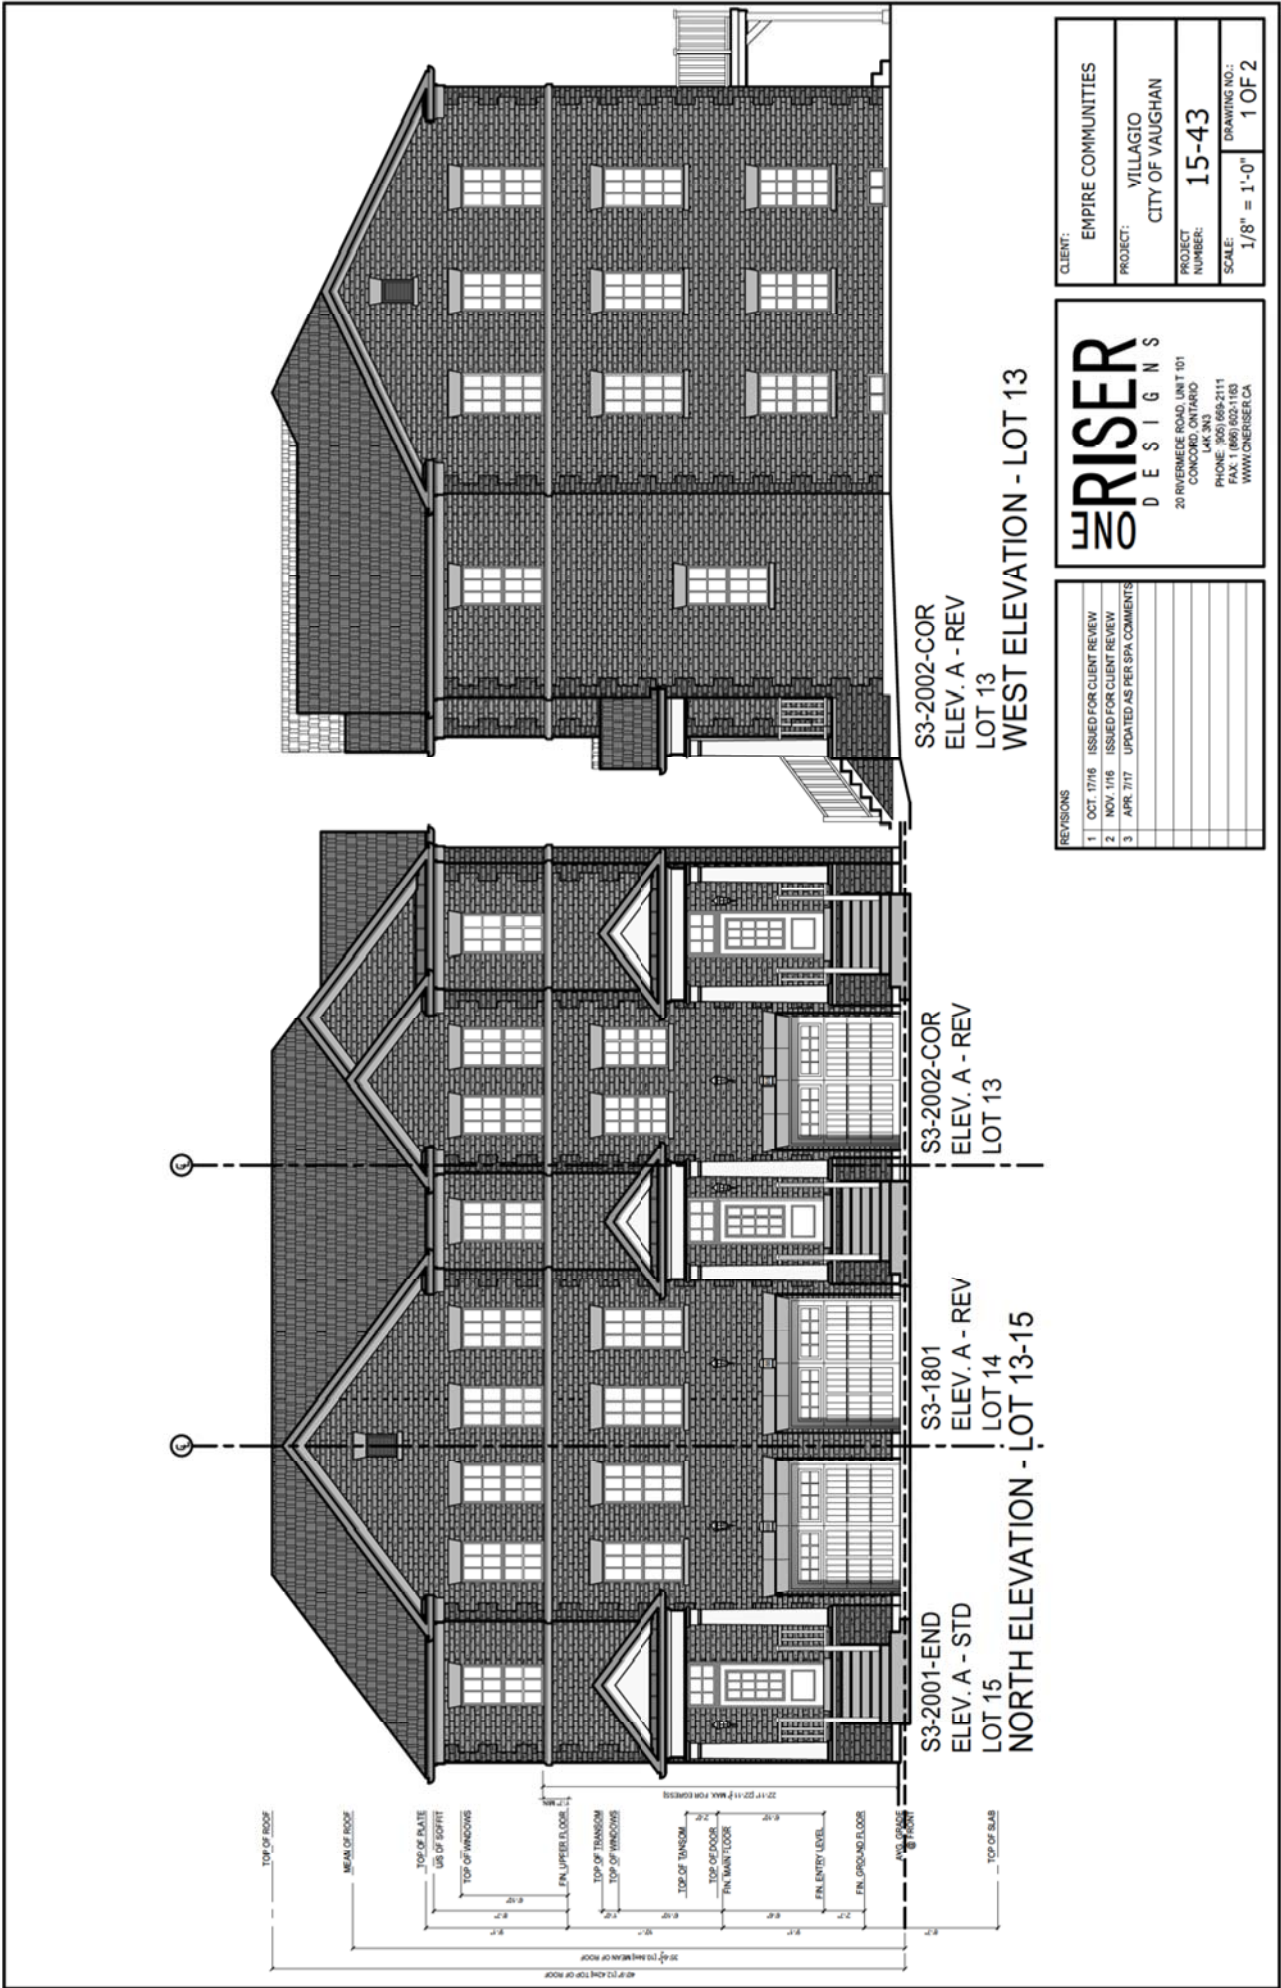 TOP OF ROOF
MEAN OF ROOF
TOP OF PLATE
U/S OF SOFFIT
TOP OF WINDOWS
FIN. UPPER FLOOR
TOP OF TRANSOM
TOP OF WINDOWS
TOP OF TANSOM
TOP OF DOOR
FIN. MAIN FLOOR
FIN. ENTRY LEVEL
FIN. GROUND FLOOR
AVG. GRADE
@ FRONT
TOP OF SLAB
S3-2001-END
ELEV. A - STD
LOT 15
S3-1801
ELEV. A - REV
LOT 14
S3-2002-COR
ELEV. A - REV
LOT 13
NORTH ELEVATION - LOT 13-15
S3-2002-COR
ELEV. A - REV
LOT 13
WEST ELEVATION - LOT 13
REVISIONS
1 OCT. 17/16 ISSUED FOR CLIENT REVIEW
2 NOV. 1/16 ISSUED FOR CLIENT REVIEW
3 APR. 7/17 UPDATED AS PER SPA COMMENTS
ONE RISER
DESIGNS
20 RIVERMEDE ROAD, UNIT 101
CONCORD, ONTARIO
L4K 3N3
PHONE: (905) 669-2111
FAX: 1 (866) 602-1163
WWW.ONERISER.CA
CLIENT:
EMPIRE COMMUNITIES
PROJECT:
VILLAGIO
CITY OF VAUGHAN
PROJECT NUMBER:
15-43
SCALE:
1/8" = 1'-0"
DRAWING NO.:
1 OF 2